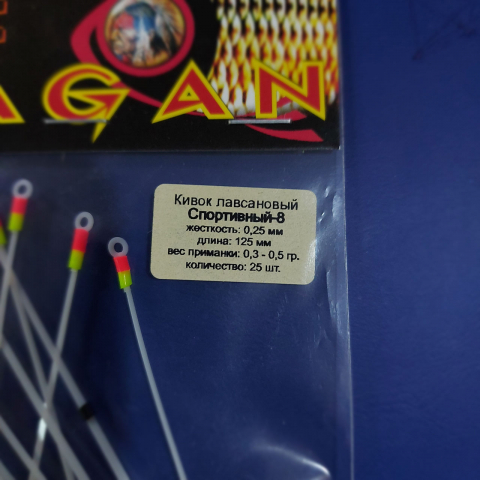 AGAN
Кивок лавсановый
Спортивный-8
жесткость: 0,25 мм
длина: 125 мм
вес приманки: 0,3 - 0,5 гр.
количество: 25 шт.